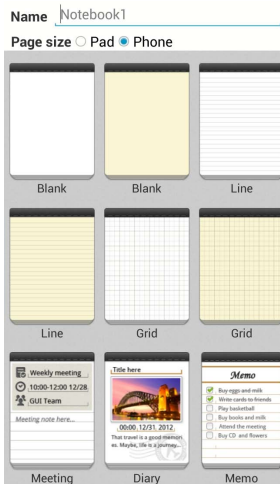 Name Notebook1
Page size Pad Phone
Blank Blank Line
Line Grid Grid
Weekly meeting
10:00-12:00 12/28
GUI Team
Meeting note here...
Title here
00:00 12/31 2012
That travel is a good memori
es. Maybe, life is a journey...
Memo
Buy eggs and milk
Write cards to friends
Play basketball
Buy books and milk
Attend the meeting
Buy CD and flowers
Meeting Diary Memo